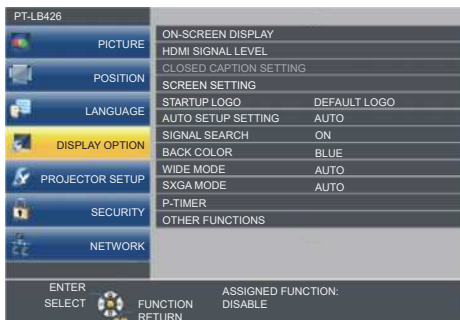 PT-LB426
PICTURE
POSITION
LANGUAGE
DISPLAY OPTION
PROJECTOR SETUP
SECURITY
NETWORK
ON-SCREEN DISPLAY
HDMI SIGNAL LEVEL
CLOSED CAPTION SETTING
SCREEN SETTING
STARTUP LOGO DEFAULT LOGO
AUTO SETUP SETTING AUTO
SIGNAL SEARCH ON
BACK COLOR BLUE
WIDE MODE AUTO
SXGA MODE AUTO
P-TIMER
OTHER FUNCTIONS
ENTER
SELECT
FUNCTION
RETURN
ASSIGNED FUNCTION:
DISABLE